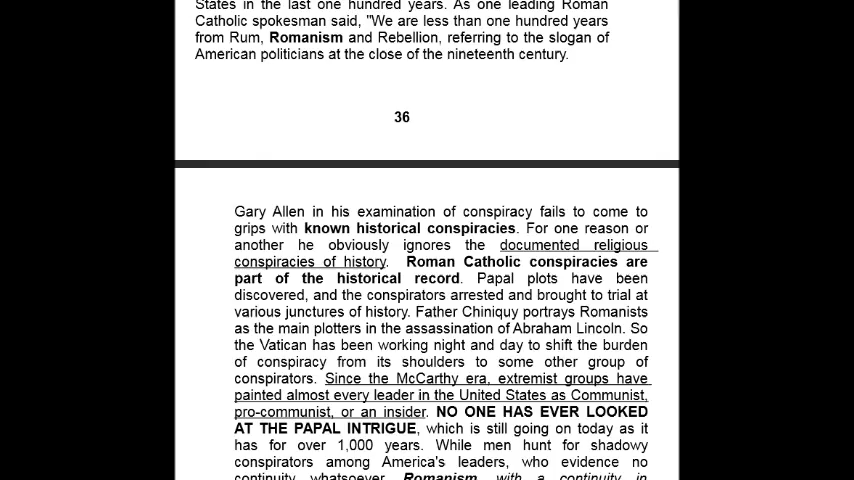 States in the last one hundred years. As one leading Roman
Catholic spokesman said, "We are less than one hundred years
from Rum, Romanism and Rebellion, referring to the slogan of
American politicians at the close of the nineteenth century.
36
Gary Allen in his examination of conspiracy fails to come to
grips with known historical conspiracies. For one reason or
another he obviously ignores the documented religious
conspiracies of history. Roman Catholic conspiracies are
part of the historical record. Papal plots have been
discovered, and the conspirators arrested and brought to trial at
various junctures of history. Father Chiniquy portrays Romanists
as the main plotters in the assassination of Abraham Lincoln. So
the Vatican has been working night and day to shift the burden
of conspiracy from its shoulders to some other group of
conspirators. Since the McCarthy era, extremist groups have
painted almost every leader in the United States as Communist,
pro-communist, or an insider. NO ONE HAS EVER LOOKED
AT THE PAPAL INTRIGUE, which is still going on today as it
has for over 1,000 years. While men hunt for shadowy
conspirators among America's leaders, who evidence no
continuity whatsoever, Romanism, with a continuity in